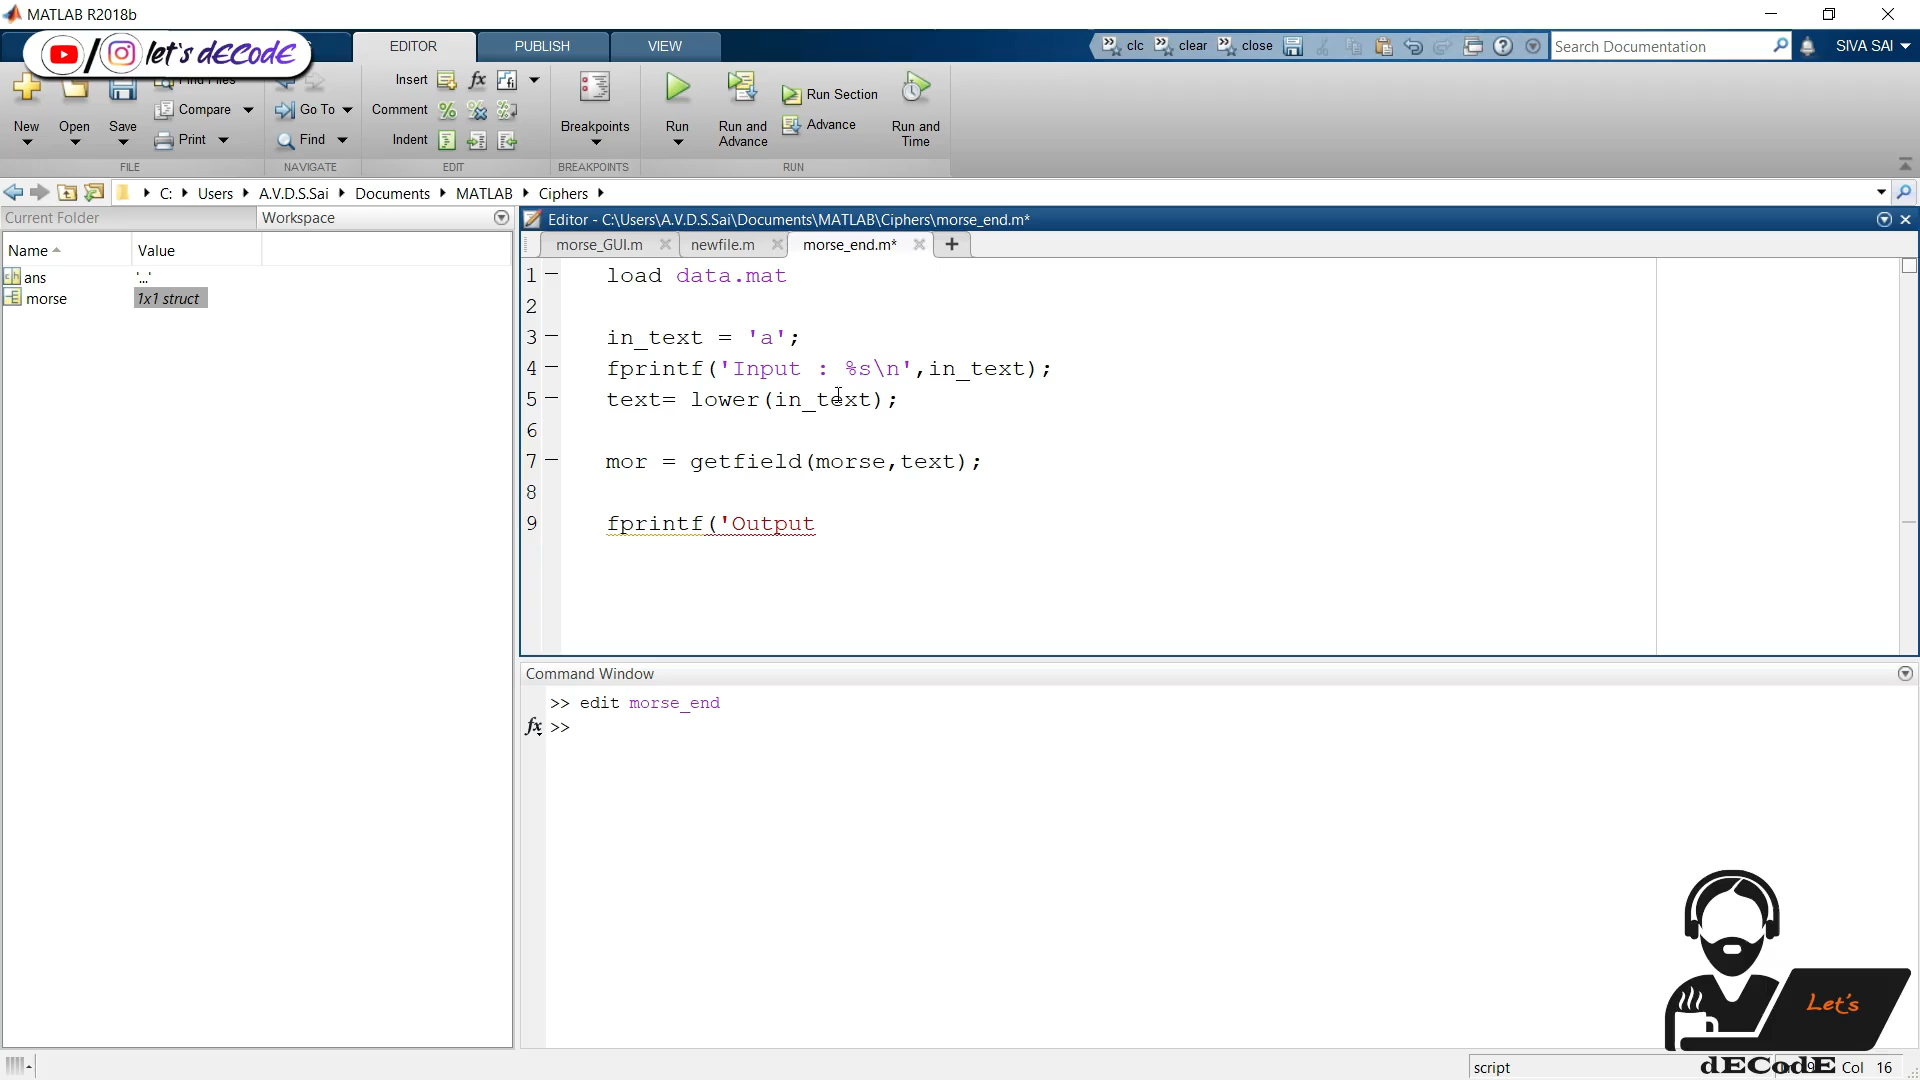 MATLAB R2018b
let's dECodE
EDITOR PUBLISH VIEW
clc clear close Search Documentation SIVA SAI
New Open Save Find Files Compare Print
Go To Find
Insert Comment Indent
Breakpoints
Run Run and Advance Run Section Advance Run and Time
FILE NAVIGATE EDIT BREAKPOINTS RUN
C: Users A.V.D.S.Sai Documents MATLAB Ciphers
Current Folder Workspace
Name Value
ans '...'
morse 1x1 struct
Editor - C:\Users\A.V.D.S.Sai\Documents\MATLAB\Ciphers\morse_end.m*
morse_GUI.m newfile.m morse_end.m*
1 load data.mat
2
3 in_text = 'a';
4 fprintf('Input : %s\n',in_text);
5 text= lower(in_text);
6
7 mor = getfield(morse,text);
8
9 fprintf('Output
Command Window
>> edit morse_end
fx >>
Let's
dECodE
script Col 16